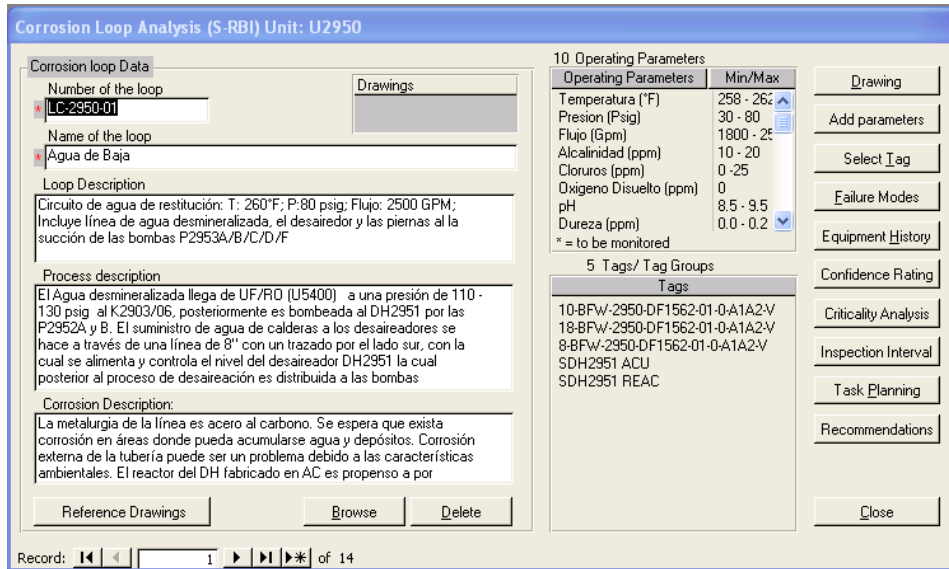 Corrosion Loop Analysis (S-RBI) Unit: U2950
Corrosion loop Data
Number of the loop
* LC-2950-01
Drawings
Name of the loop
* Agua de Baja
Loop Description
Circuito de agua de restitución: T: 260°F; P:80 psig; Flujo: 2500 GPM;
Incluye línea de agua desmineralizada, el desairedor y las piernas al la
succión de las bombas P2953A/B/C/D/F
Process description
El Agua desmineralizada llega de UF/RO (U5400) a una presión de 110 -
130 psig al K2903/06, posteriormente es bombeada al DH2951 por las
P2952A y B. El suministro de agua de calderas a los desaireadores se
hace a través de una línea de 8'' con un trazado por el lado sur, con la
cual se alimenta y controla el nivel del desaireador DH2951 la cual
posterior al proceso de desaireación es distribuida a las bombas
Corrosion Description:
La metalurgia de la línea es acero al carbono. Se espera que exista
corrosión en áreas donde pueda acumularse agua y depósitos. Corrosión
externa de la tubería puede ser un problema debido a las características
ambientales. El reactor del DH fabricado en AC es propenso a por
Reference Drawings
Browse
Delete
Record: 1 of 14
10 Operating Parameters
Operating Parameters Min/Max
Temperatura (°F) 258 - 262
Presion (Psig) 30 - 80
Flujo (Gpm) 1800 - 25
Alcalinidad (ppm) 10 - 20
Cloruros (ppm) 0 -25
Oxigeno Disuelto (ppm) 0
pH 8.5 - 9.5
Dureza (ppm) 0.0 - 0.2
* = to be monitored
5 Tags/ Tag Groups
Tags
10-BFW-2950-DF1562-01-0-A1A2-V
18-BFW-2950-DF1562-01-0-A1A2-V
8-BFW-2950-DF1562-01-0-A1A2-V
SDH2951 ACU
SDH2951 REAC
Drawing
Add parameters
Select Tag
Failure Modes
Equipment History
Confidence Rating
Criticality Analysis
Inspection Interval
Task Planning
Recommendations
Close